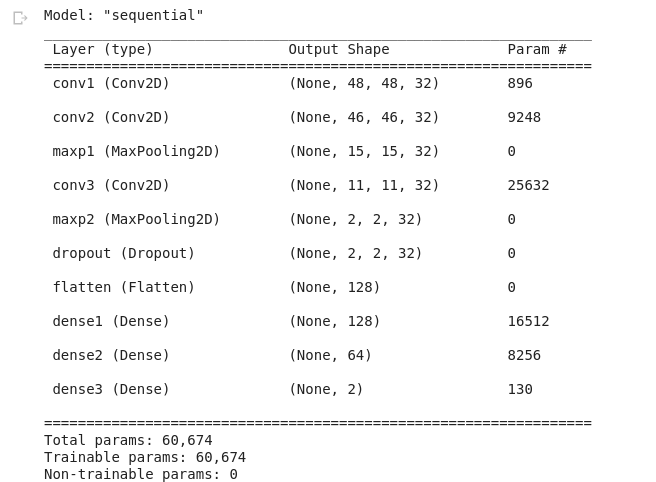 Model: "sequential"
_________________________________________________________________
 Layer (type)                Output Shape              Param #
=================================================================
 conv1 (Conv2D)              (None, 48, 48, 32)        896
 conv2 (Conv2D)              (None, 46, 46, 32)        9248
 maxp1 (MaxPooling2D)        (None, 15, 15, 32)        0
 conv3 (Conv2D)              (None, 11, 11, 32)        25632
 maxp2 (MaxPooling2D)        (None, 2, 2, 32)          0
 dropout (Dropout)           (None, 2, 2, 32)          0
 flatten (Flatten)           (None, 128)               0
 dense1 (Dense)              (None, 128)               16512
 dense2 (Dense)              (None, 64)                8256
 dense3 (Dense)              (None, 2)                 130
=================================================================
Total params: 60,674
Trainable params: 60,674
Non-trainable params: 0